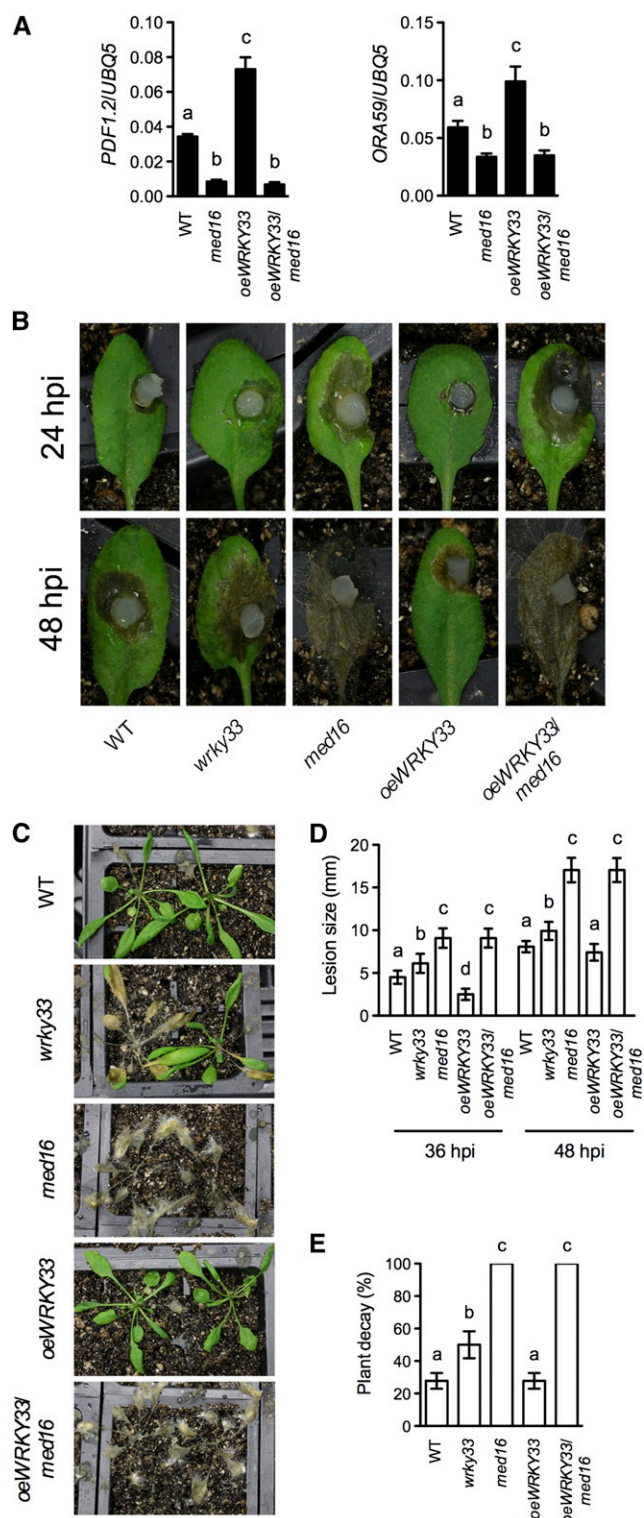 A
PDF1.2/UBQ5
0.10
0.08
0.06
0.04
0.02
0.00
a
b
c
b
WT
med16
oeWRKY33
oeWRKY33/
med16
ORA59/UBQ5
0.15
0.10
0.05
0.00
a
b
c
b
WT
med16
oeWRKY33
oeWRKY33/
med16
B
24 hpi
48 hpi
WT
wrky33
med16
oeWRKY33
oeWRKY33/
med16
C
WT
wrky33
med16
oeWRKY33
oeWRKY33/
med16
D
Lesion size (mm)
20
15
10
5
0
a
b
c
d
c
a
b
c
a
c
WT
wrky33
med16
oeWRKY33
oeWRKY33/
med16
WT
wrky33
med16
oeWRKY33
oeWRKY33/
med16
36 hpi
48 hpi
E
Plant decay (%)
100
80
60
40
20
0
a
b
c
a
c
WT
wrky33
med16
oeWRKY33
oeWRKY33/
med16